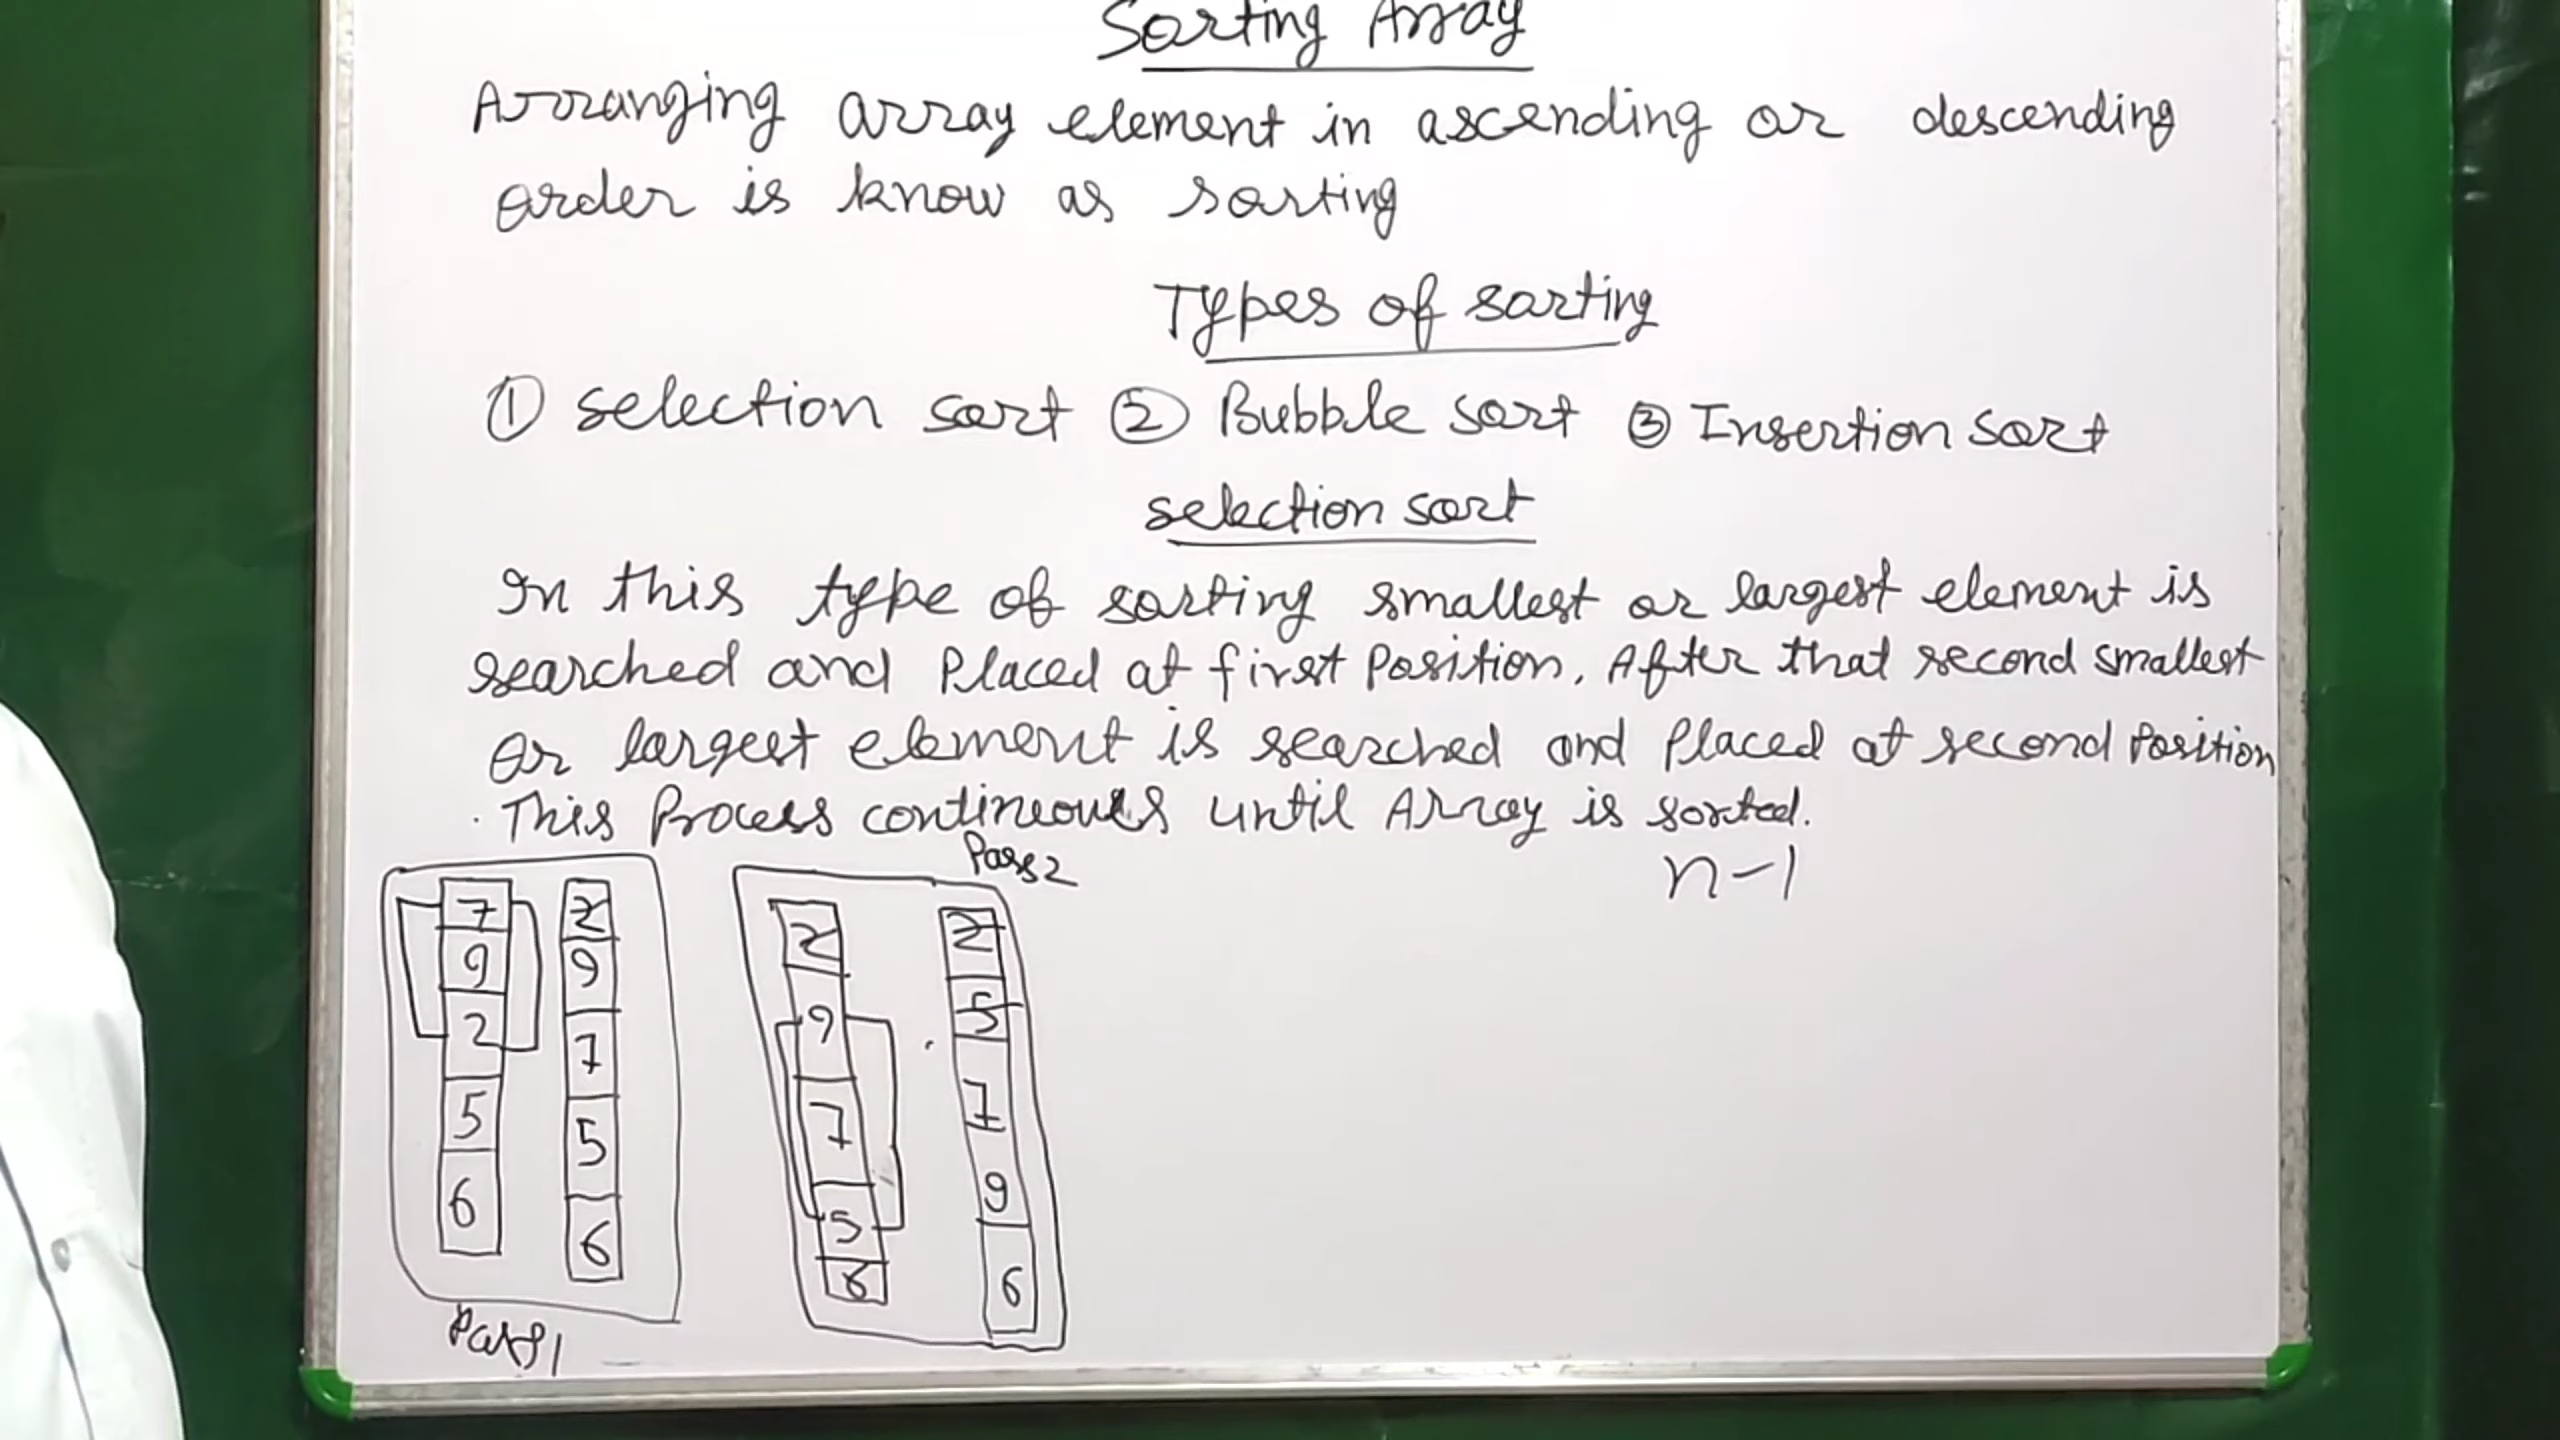 Sorting Array
Arranging array element in ascending or descending
order is know as sorting
Types of sorting
① selection sort ② Bubble sort ③ Insertion sort
selection sort
In this type of sorting smallest or largest element is
searched and Placed at first Position. After that second smallest
or largest element is searched and Placed at second Position
. This Process contineous until Array is sorted.
n-1
7
9
2
5
6
2
9
7
5
6
Pass1
Pass2
2
9
7
5
6
2
5
7
9
6